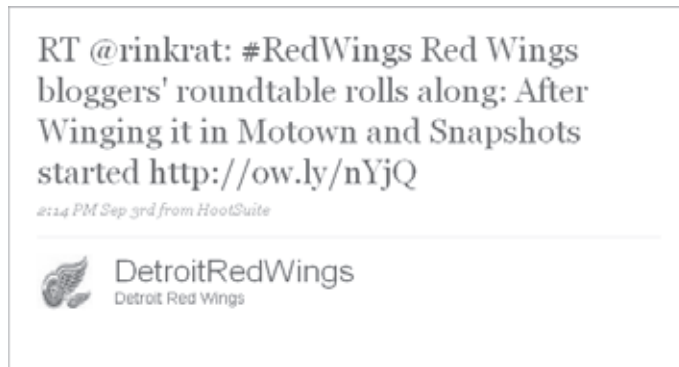 RT @rinkrat: #RedWings Red Wings
bloggers' roundtable rolls along: After
Winging it in Motown and Snapshots
started http://ow.ly/nYjQ
2:14 PM Sep 3rd from HootSuite
DetroitRedWings
Detroit Red Wings